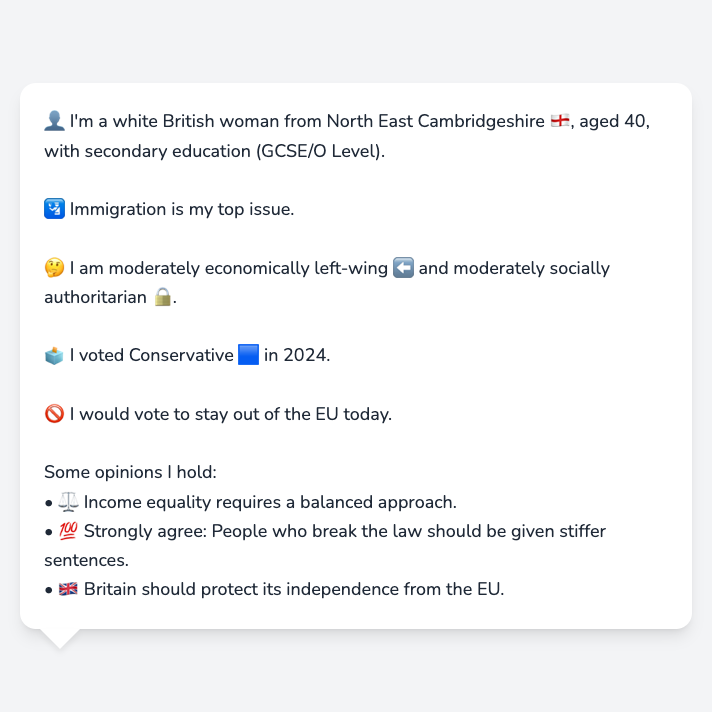 👤 I'm a white British woman from North East Cambridgeshire 🏴󠁧󠁢󠁥󠁮󠁧󠁿, aged 40,
with secondary education (GCSE/O Level).
🛂 Immigration is my top issue.
🤔 I am moderately economically left-wing ⬅️ and moderately socially
authoritarian 🔒.
🗳️ I voted Conservative 🟦 in 2024.
🚫 I would vote to stay out of the EU today.
Some opinions I hold:
• ⚖️ Income equality requires a balanced approach.
• 💯 Strongly agree: People who break the law should be given stiffer
sentences.
• 🇬🇧 Britain should protect its independence from the EU.